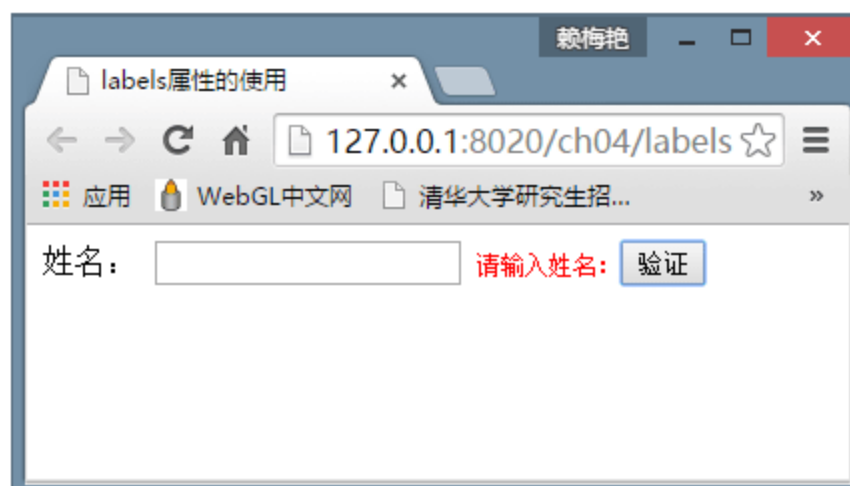 赖梅艳
labels属性的使用
127.0.0.1:8020/ch04/labels
应用 WebGL中文网 清华大学研究生招... »
姓名： 请输入姓名： 验证